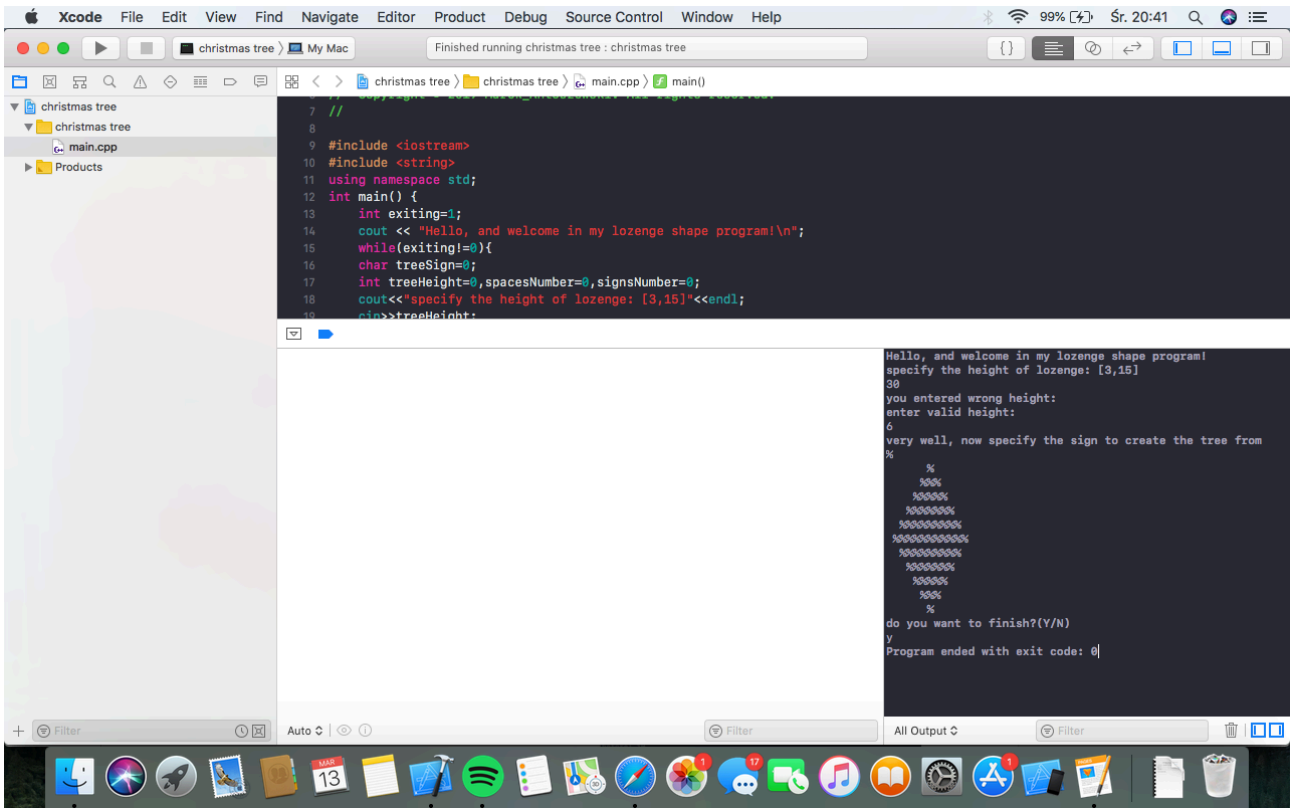 Xcode File Edit View Find Navigate Editor Product Debug Source Control Window Help 99% Śr. 20:41
christmas tree My Mac Finished running christmas tree : christmas tree { }
christmas tree christmas tree main.cpp main()
christmas tree
christmas tree
main.cpp
Products
7 //
8
9 #include <iostream>
10 #include <string>
11 using namespace std;
12 int main() {
13 int exiting=1;
14 cout << "Hello, and welcome in my lozenge shape program!\n";
15 while(exiting!=0){
16 char treeSign=0;
17 int treeHeight=0,spacesNumber=0,signsNumber=0;
18 cout<<"specify the height of lozenge: [3,15]"<<endl;
19 cin>>treeHeight;
Hello, and welcome in my lozenge shape program!
specify the height of lozenge: [3,15]
30
you entered wrong height:
enter valid height:
6
very well, now specify the sign to create the tree from
%
%
%%%
%%%%%
%%%%%%%
%%%%%%%%%
%%%%%%%%%%%
%%%%%%%%%
%%%%%%%
%%%%%
%%%
%
do you want to finish?(Y/N)
y
Program ended with exit code: 0
Filter
Auto
Filter
All Output
Filter
MAR
13
3D
1
17
1